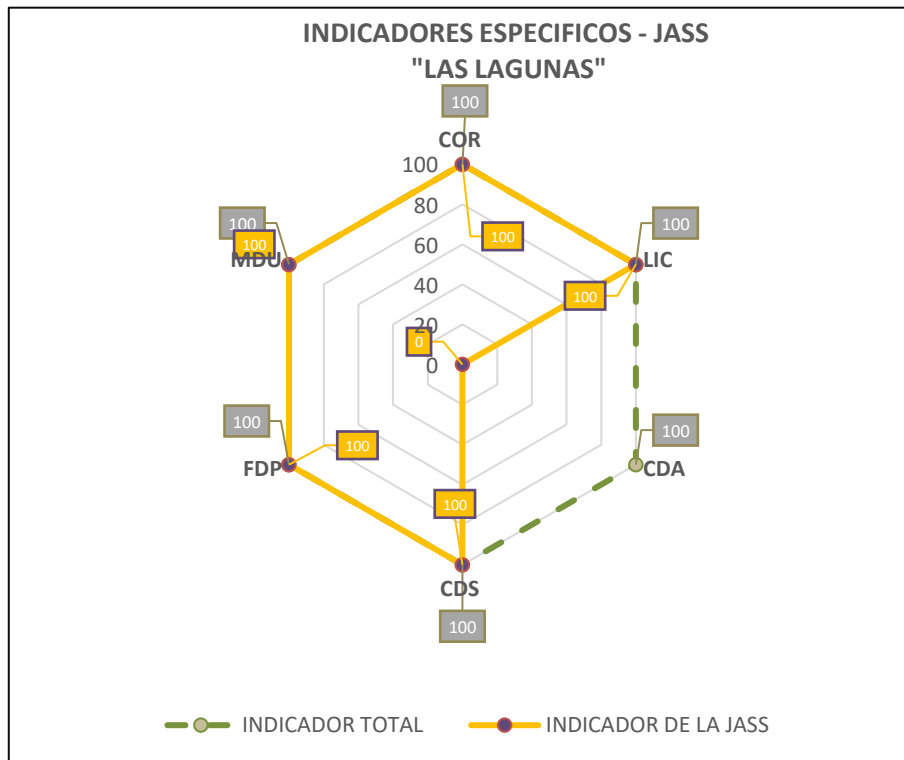 INDICADORES ESPECIFICOS - JASS
"LAS LAGUNAS"
100
COR
100
80
60
40
20
0
100
100
100
MDU
100
LIC
100
0
100
CDA
100
FDP
100
100
CDS
100
INDICADOR TOTAL
INDICADOR DE LA JASS